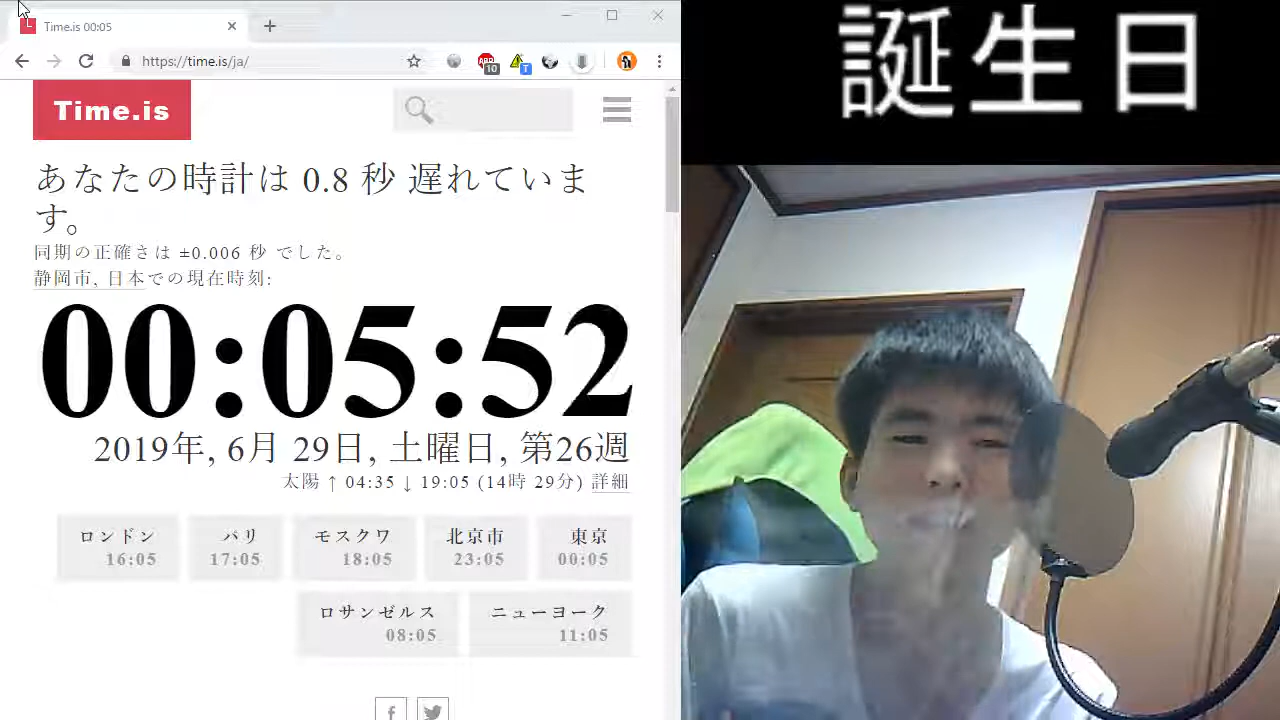 Time.is 00:05
https://time.is/ja/
10
T
Time.is
あなたの時計は 0.8 秒 遅れていま
す。
同期の正確さは ±0.006 秒 でした。
静岡市, 日本での現在時刻:
00:05:52
2019年, 6月 29日, 土曜日, 第26週
太陽 ↑ 04:35 ↓ 19:05 (14時 29分) 詳細
ロンドン
16:05
パリ
17:05
モスクワ
18:05
北京市
23:05
東京
00:05
ロサンゼルス
08:05
ニューヨーク
11:05
誕生日